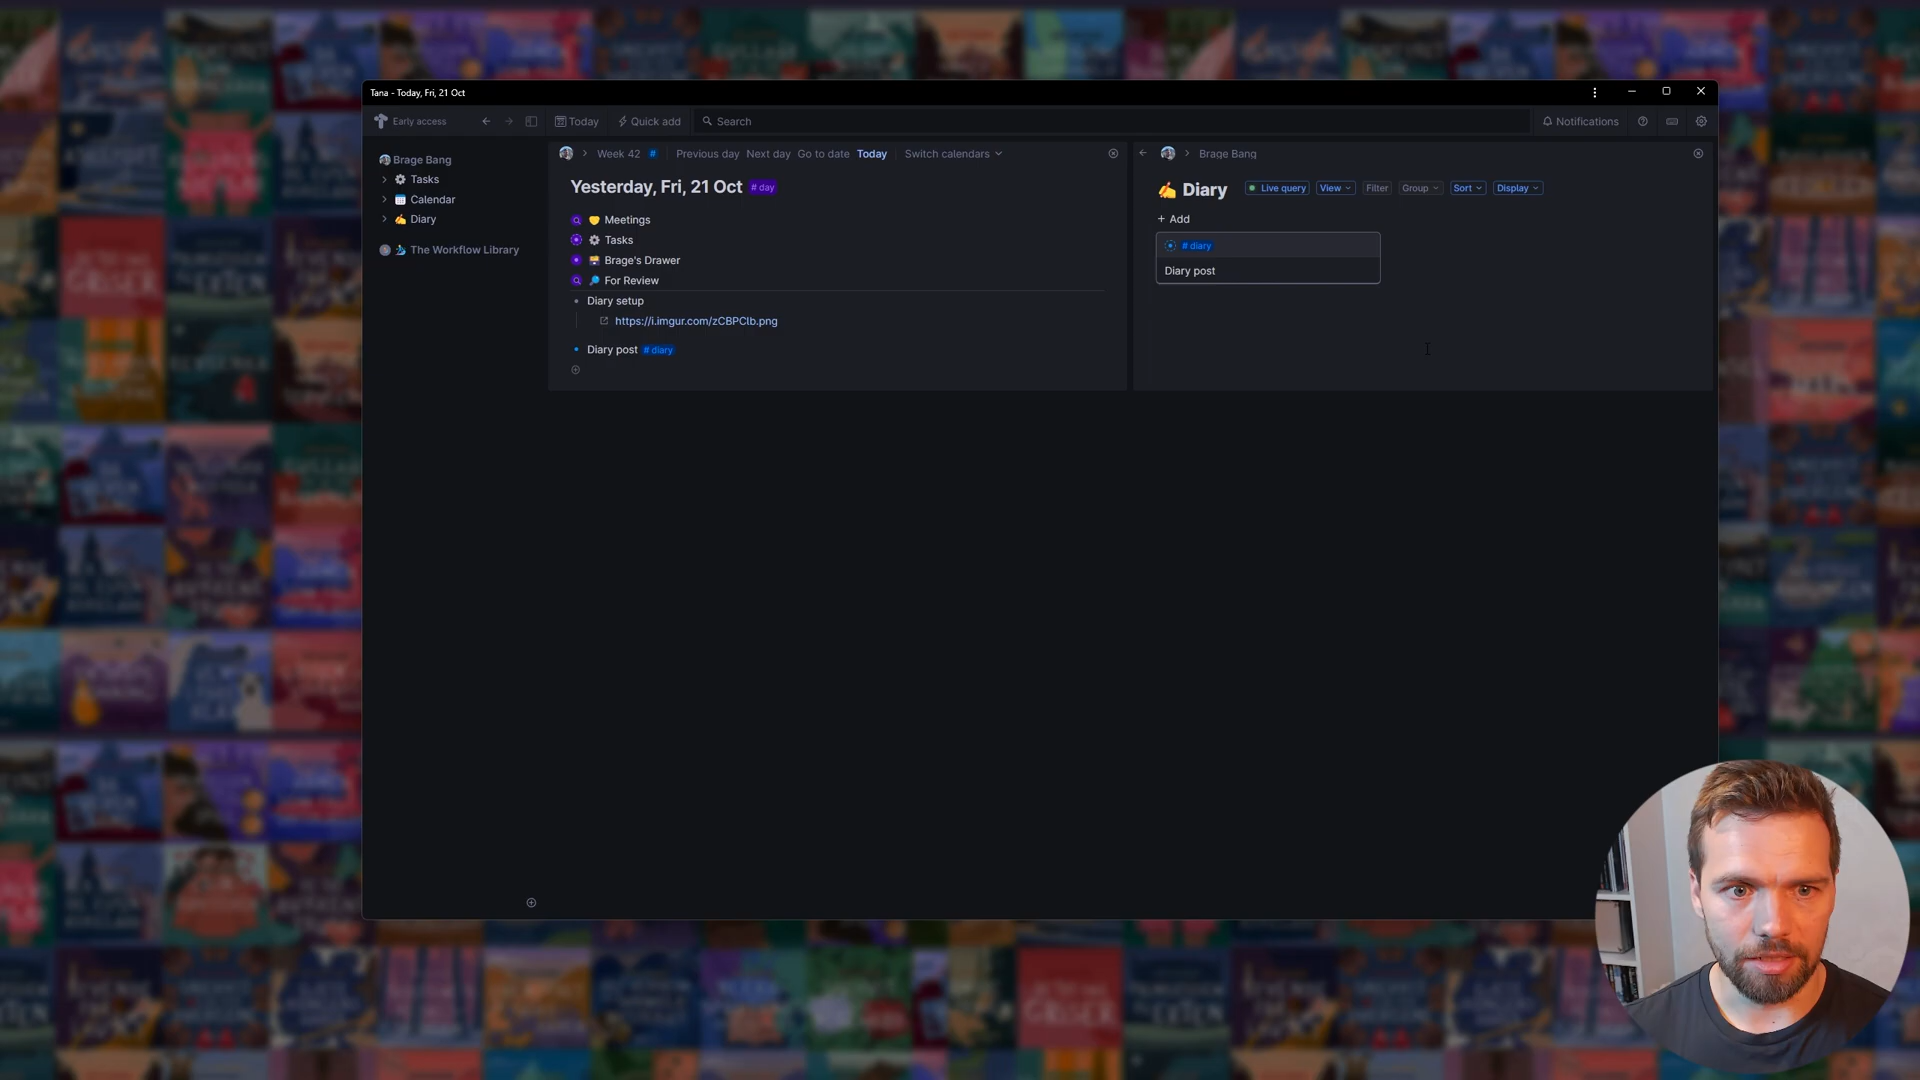 Tana - Today, Fri, 21 Oct
Early access
Today
Quick add
Search
Notifications
Brage Bang
Tasks
Calendar
Diary
The Workflow Library
Week 42 #
Previous day
Next day
Go to date
Today
Switch calendars
Yesterday, Fri, 21 Oct # day
Meetings
Tasks
Brage's Drawer
For Review
Diary setup
https://i.imgur.com/zCBPClb.png
Diary post # diary
Brage Bang
Diary
Live query
View
Filter
Group
Sort
Display
+ Add
# diary
Diary post